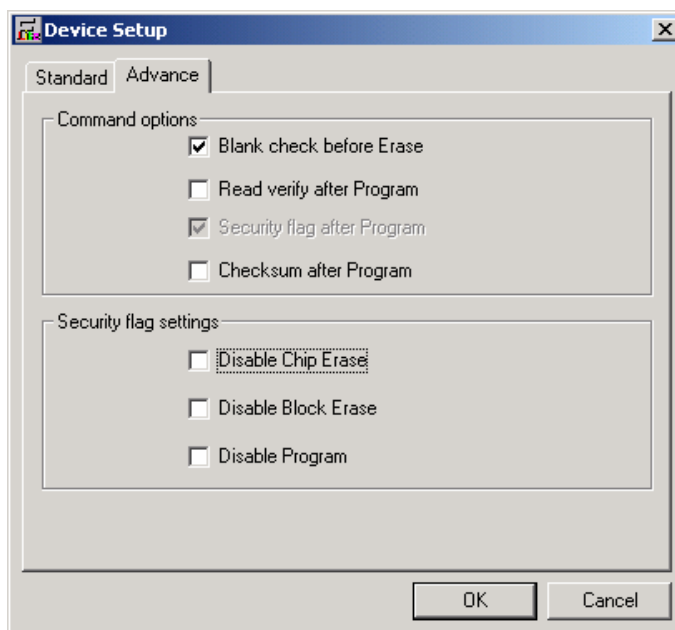 Device Setup
Standard
Advance
Command options
Blank check before Erase
Read verify after Program
Security flag after Program
Checksum after Program
Security flag settings
Disable Chip Erase
Disable Block Erase
Disable Program
OK
Cancel